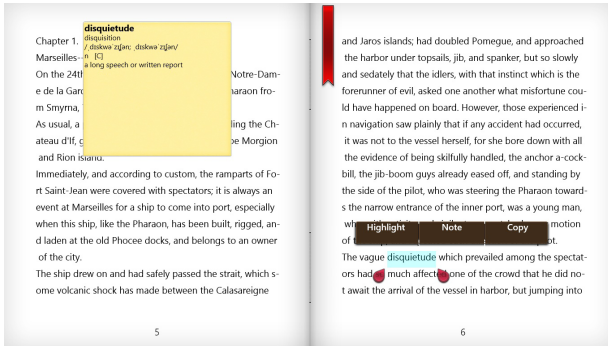 disquietude
disquisition
/ˌdɪskwəˈzɪʃən; ˌdɪskwəˈzɪʃən/
n [C]
a long speech or written report
Chapter 1.
Marseilles--
On the 24th Notre-Dam-
e de la Gar haraon fro-
m Smyrna,
As usual, a ing the Ch-
ateau d'If, g pe Morgion
and Rion island.
Immediately, and according to custom, the ramparts of Fo-
rt Saint-Jean were covered with spectators; it is always an
event at Marseilles for a ship to come into port, especially
when this ship, like the Pharaon, has been built, rigged, an-
d laden at the old Phocee docks, and belongs to an owner
of the city.
The ship drew on and had safely passed the strait, which s-
ome volcanic shock has made between the Calasareigne
5
and Jaros islands; had doubled Pomegue, and approached
the harbor under topsails, jib, and spanker, but so slowly
and sedately that the idlers, with that instinct which is the
forerunner of evil, asked one another what misfortune cou-
ld have happened on board. However, those experienced i-
n navigation saw plainly that if any accident had occurred,
it was not to the vessel herself, for she bore down with all
the evidence of being skilfully handled, the anchor a-cock-
bill, the jib-boom guys already eased off, and standing by
the side of the pilot, who was steering the Pharaon toward-
s the narrow entrance of the inner port, was a young man,
motion
Highlight Note Copy
of ot.
The vague disquietude which prevailed among the spectat-
ors had much affected one of the crowd that he did no-
t await the arrival of the vessel in harbor, but jumping into
6